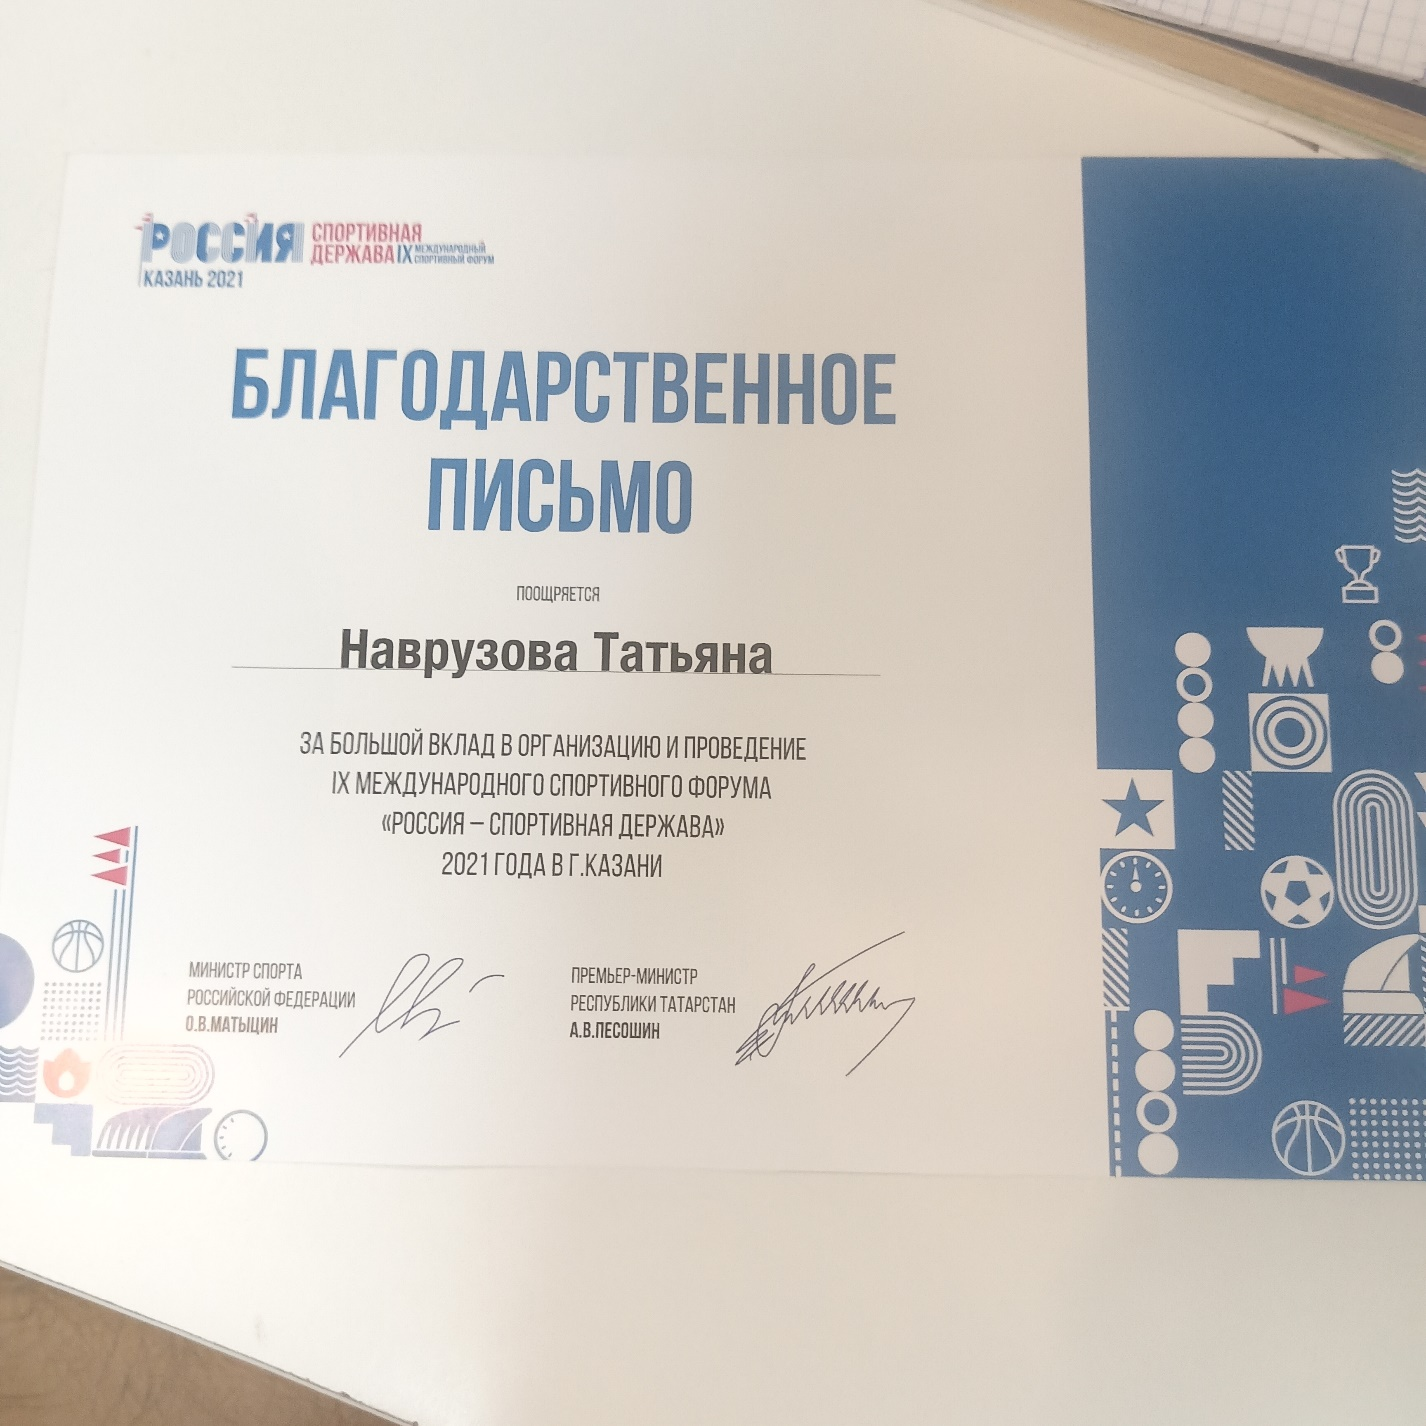 РОССИЯ СПОРТИВНАЯ
ДЕРЖАВА IX МЕЖДУНАРОДНЫЙ
СПОРТИВНЫЙ ФОРУМ
КАЗАНЬ 2021
БЛАГОДАРСТВЕННОЕ
ПИСЬМО
ПООЩРЯЕТСЯ
Наврузова Татьяна
ЗА БОЛЬШОЙ ВКЛАД В ОРГАНИЗАЦИЮ И ПРОВЕДЕНИЕ
IX МЕЖДУНАРОДНОГО СПОРТИВНОГО ФОРУМА
«РОССИЯ – СПОРТИВНАЯ ДЕРЖАВА»
2021 ГОДА В Г.КАЗАНИ
МИНИСТР СПОРТА
РОССИЙСКОЙ ФЕДЕРАЦИИ
О.В.МАТЫЦИН
ПРЕМЬЕР-МИНИСТР
РЕСПУБЛИКИ ТАТАРСТАН
А.В.ПЕСОШИН